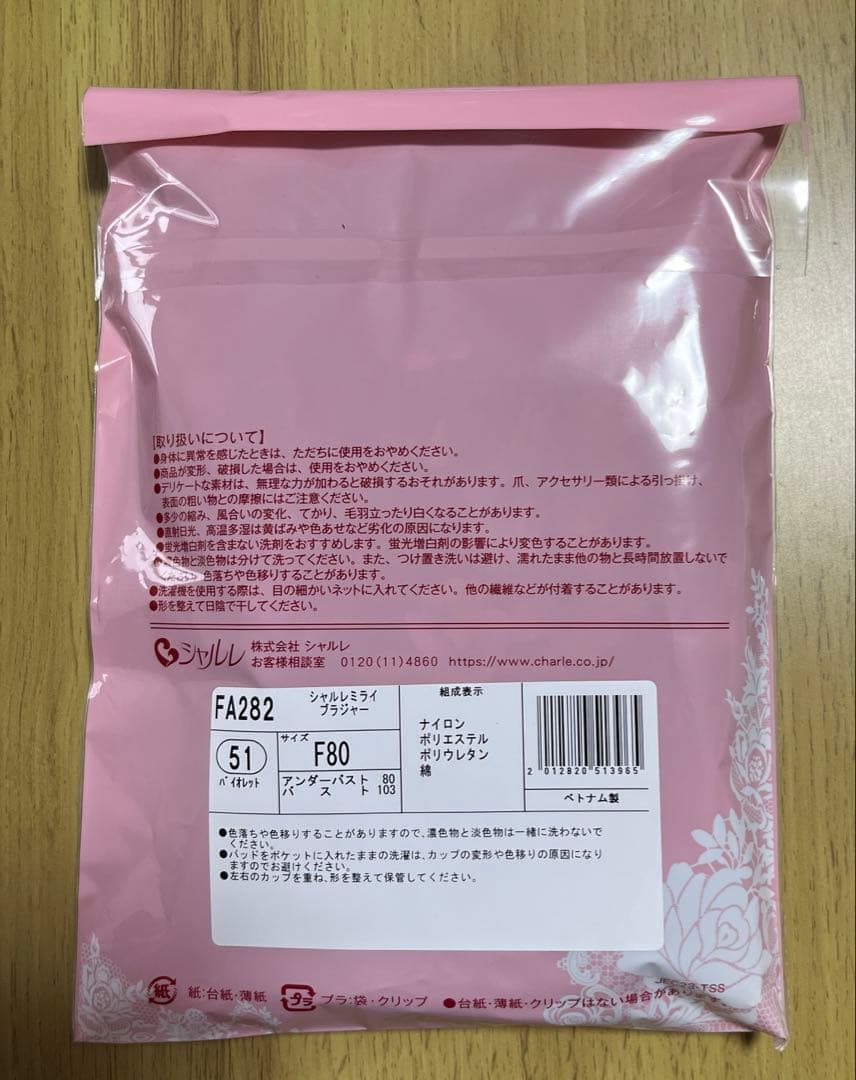 【取り扱いについて】
●身体に異常を感じたときは、ただちに使用をおやめください。
●商品が変形、破損した場合は、使用をおやめください。
●デリケートな素材は、無理な力が加わると破損するおそれがあります。爪、アクセサリー類による引っ掛け、
表面の粗い物との摩擦にはご注意ください。
●多少の縮み、風合いの変化、てかり、毛羽立ったり白くなることがあります。
●直射日光、高温多湿は黄ばみや色あせなど劣化の原因になります。
●蛍光増白剤を含まない洗剤をおすすめします。蛍光増白剤の影響により変色することがあります。
●濃色物と淡色物は分けて洗ってください。また、つけ置き洗いは避け、濡れたまま他の物と長時間放置しないで
ください。色落ちや色移りすることがあります。
●洗濯機を使用する際は、目の細かいネットに入れてください。他の繊維などが付着することがあります。
●形を整えて日陰で干してください。
シャルレ 株式会社 シャルレ
お客様相談室 0120(11)4860 https://www.charle.co.jp/
FA282 シャルレミライ
ブラジャー
51
バイオレット
サイズ
F80
アンダーバスト 80
バスト 103
組成表示
ナイロン
ポリエステル
ポリウレタン
綿
2 012820 513965
ベトナム製
●色落ちや色移りすることがありますので、濃色物と淡色物は一緒に洗わないで
ください。
●パッドをポケットに入れたままの洗濯は、カップの変形や色移りの原因になり
ますのでお避けください。
●左右のカップを重ね、形を整えて保管してください。
JEC23-TSS
紙 紙:台紙・薄紙 プラ プラ:袋・クリップ ●台紙・薄紙・クリップはない場合があります。